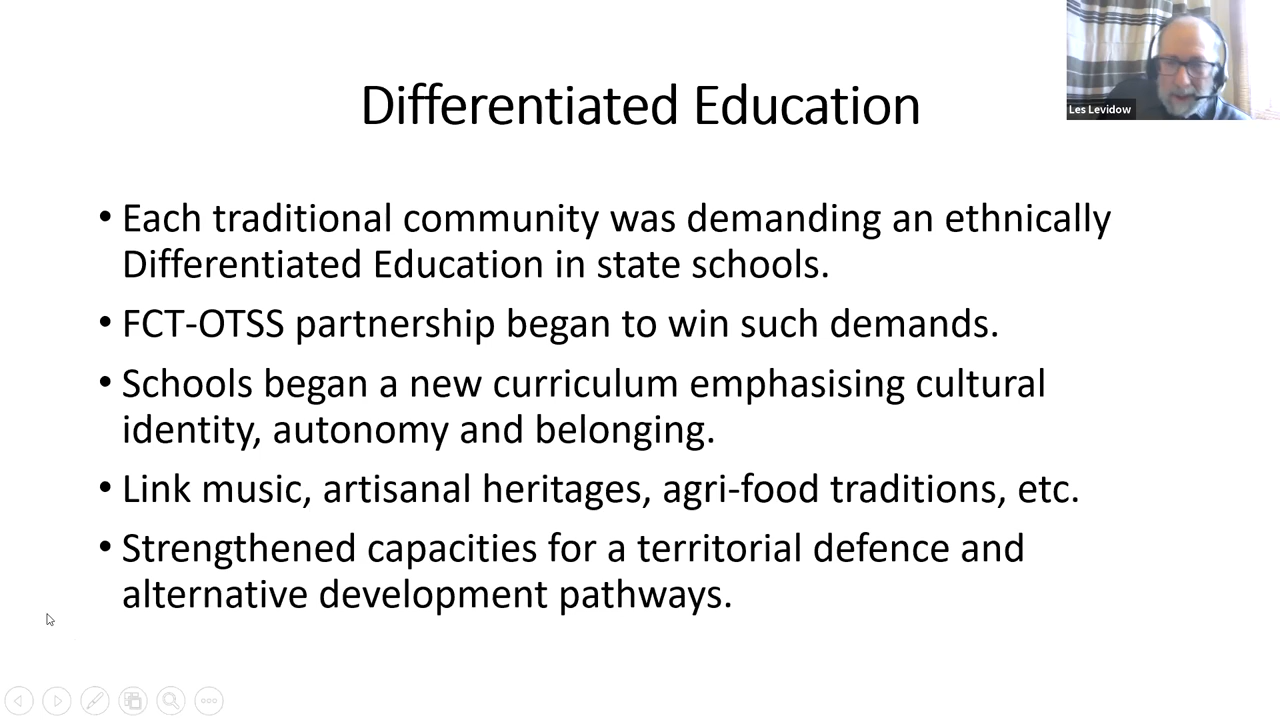 Les Levidow
Differentiated Education
• Each traditional community was demanding an ethnically
Differentiated Education in state schools.
• FCT-OTSS partnership began to win such demands.
• Schools began a new curriculum emphasising cultural
identity, autonomy and belonging.
• Link music, artisanal heritages, agri-food traditions, etc.
• Strengthened capacities for a territorial defence and
alternative development pathways.